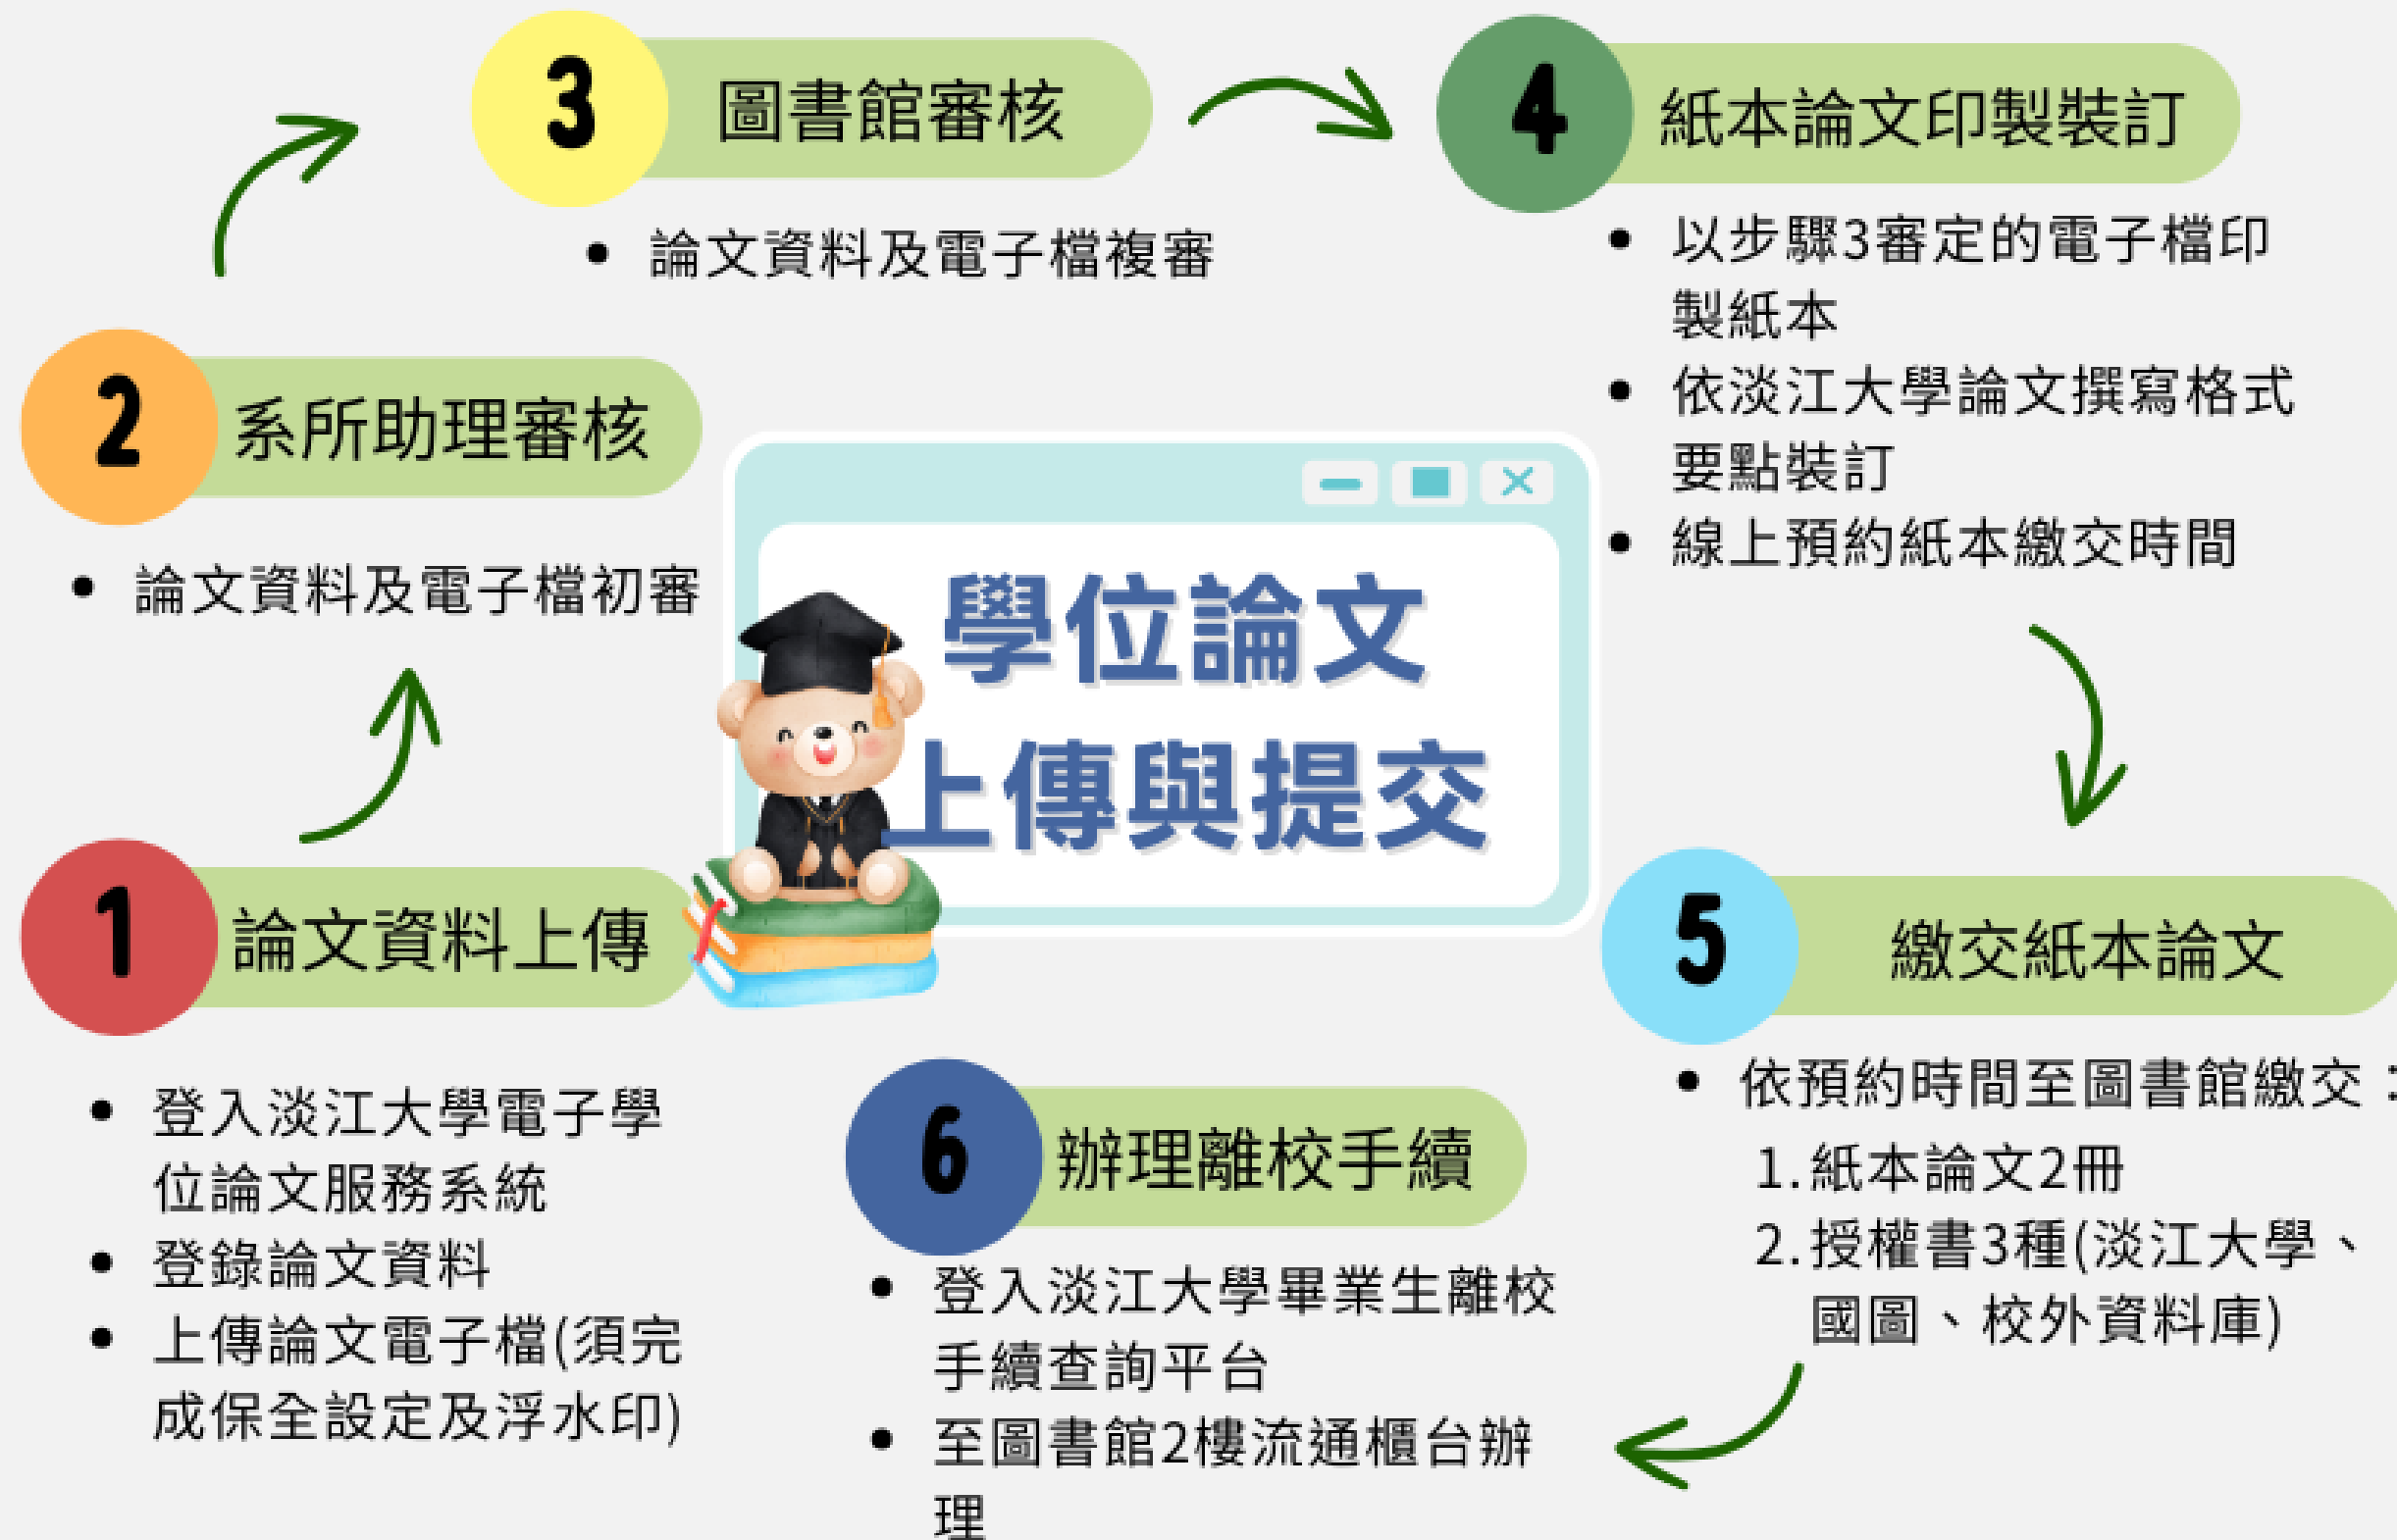 學位論文
上傳與提交
1
論文資料上傳
• 登入淡江大學電子學
位論文服務系統
• 登錄論文資料
• 上傳論文電子檔(須完
成保全設定及浮水印)
2
系所助理審核
• 論文資料及電子檔初審
3
圖書館審核
• 論文資料及電子檔複審
4
紙本論文印製裝訂
• 以步驟3審定的電子檔印
製紙本
• 依淡江大學論文撰寫格式
要點裝訂
• 線上預約紙本繳交時間
5
繳交紙本論文
• 依預約時間至圖書館繳交：
1.紙本論文2冊
2.授權書3種(淡江大學、
國圖、校外資料庫)
6
辦理離校手續
• 登入淡江大學畢業生離校
手續查詢平台
• 至圖書館2樓流通櫃台辦
理